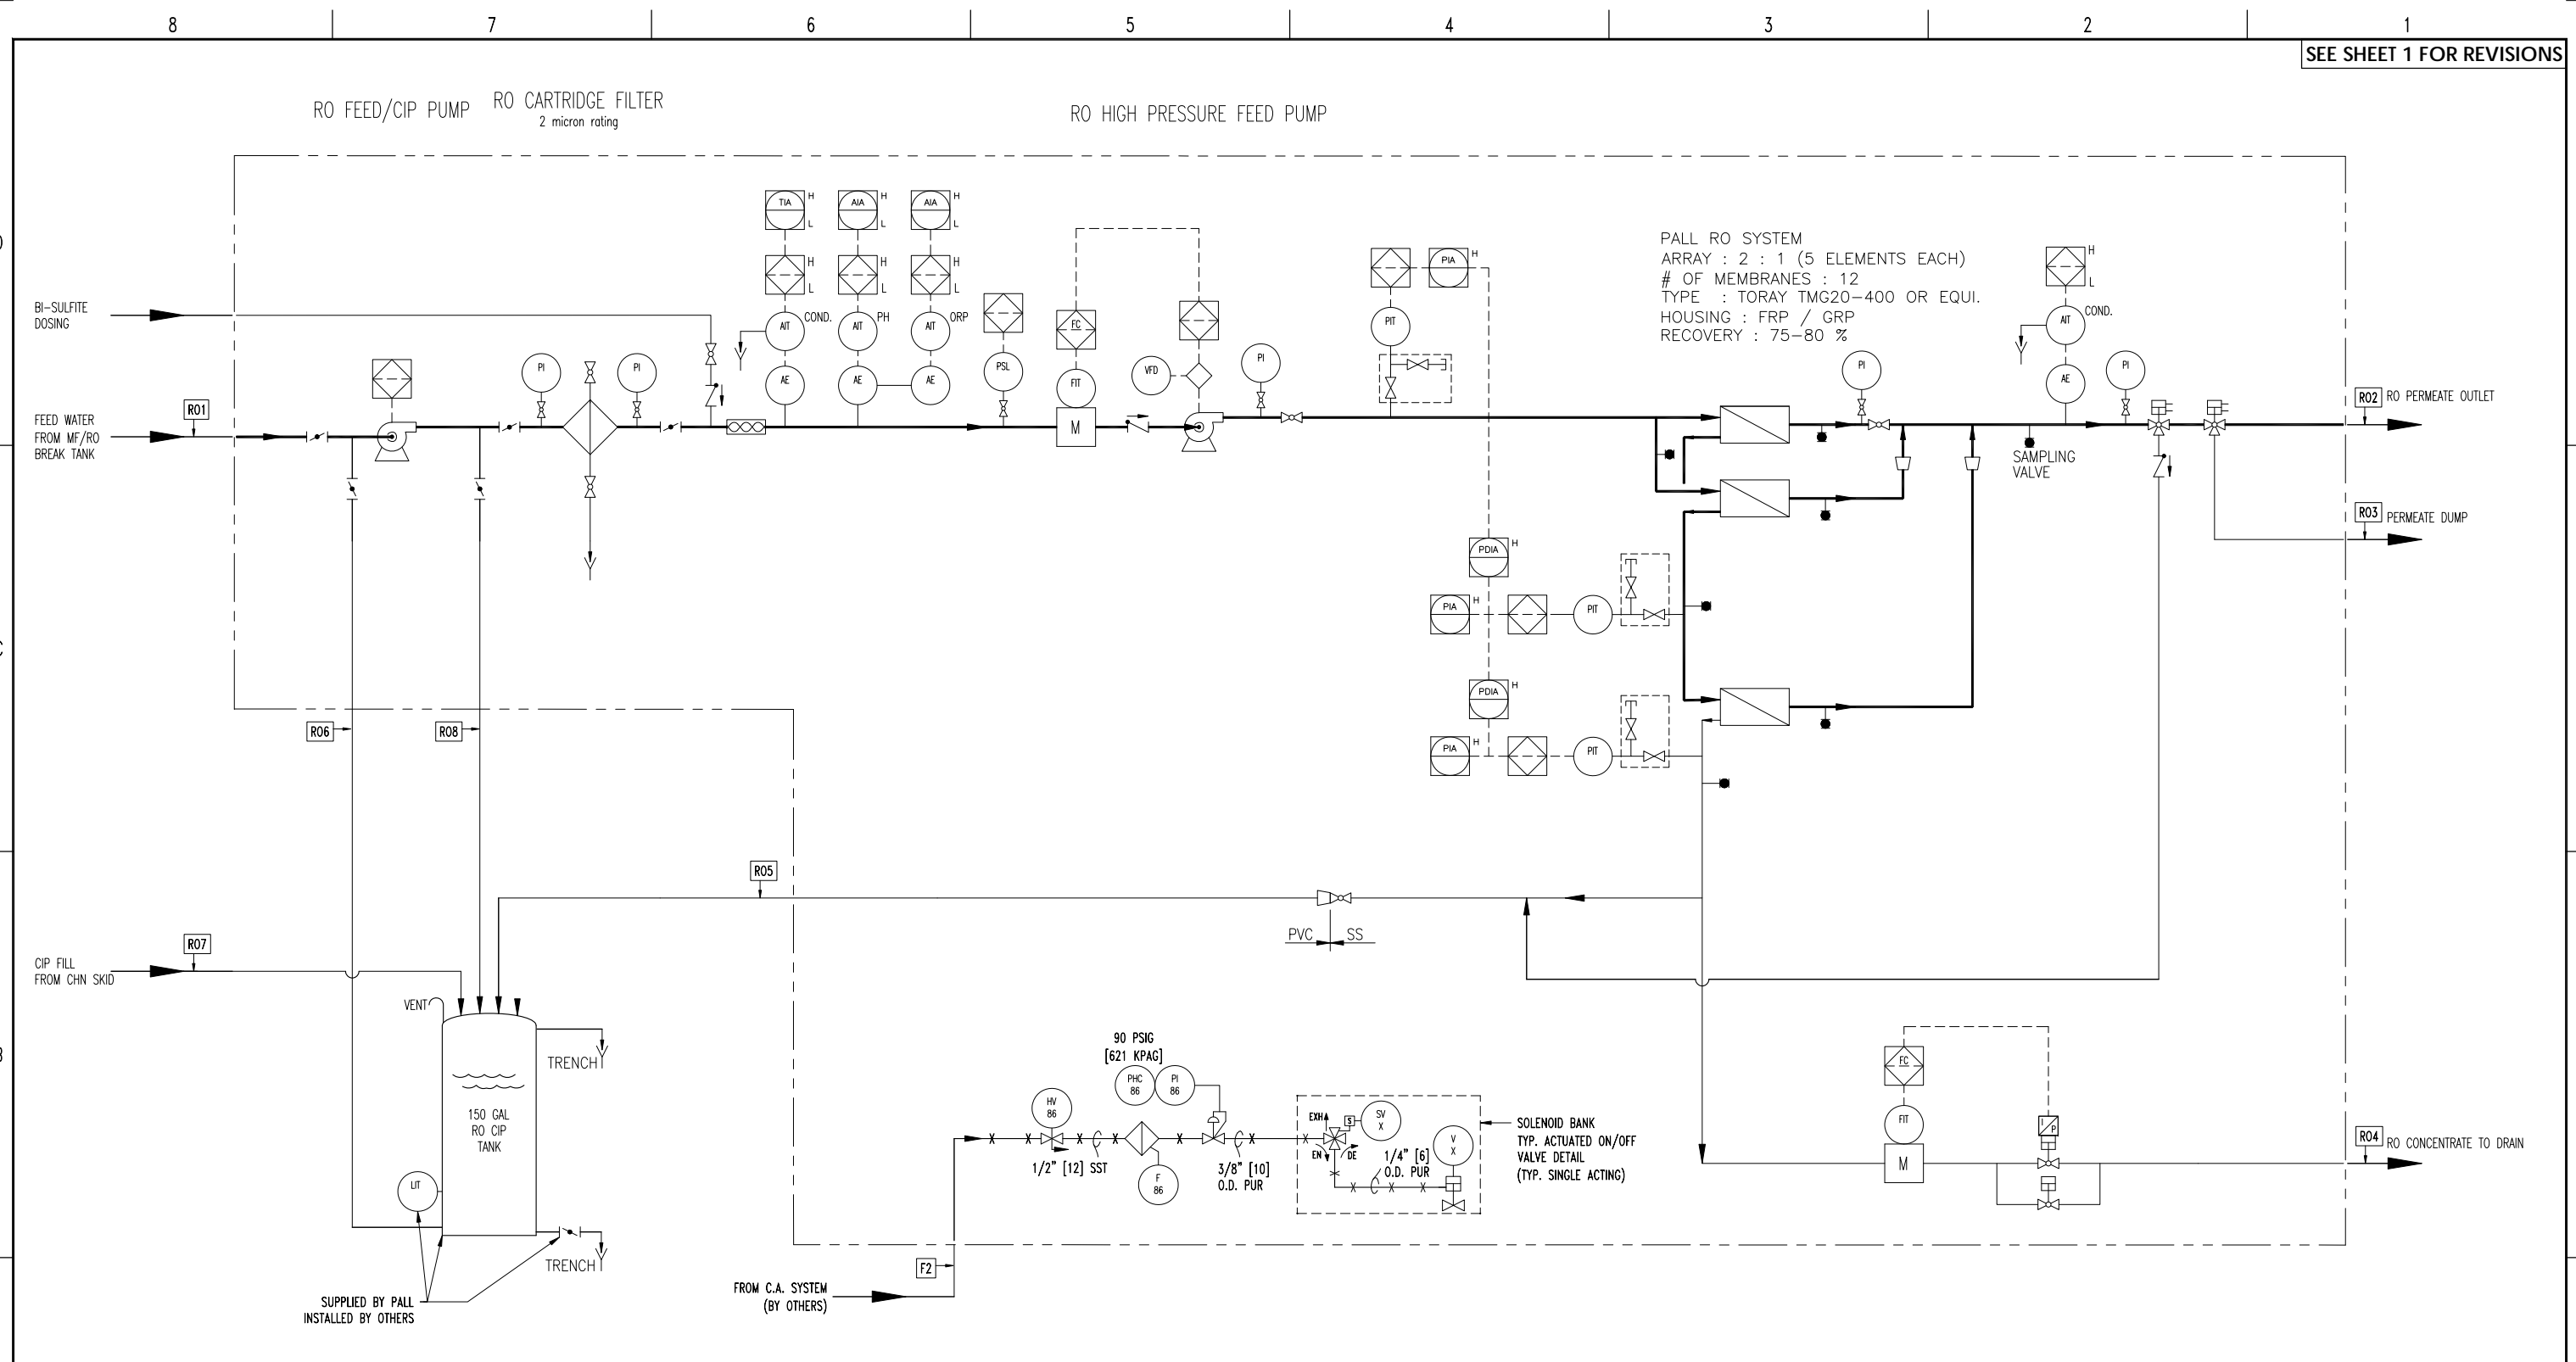 8 7 6 5 4 3 2 1
SEE SHEET 1 FOR REVISIONS
RO FEED/CIP PUMP
RO CARTRIDGE FILTER
2 micron rating
RO HIGH PRESSURE FEED PUMP
TIA H L
AIA H L
AIA H L
H L
H L
H L
AIT COND.
AIT PH
AIT ORP
AE
AE
AE
BI-SULFITE
DOSING
FEED WATER
FROM MF/RO
BREAK TANK
RO1
PI
PI
PSL
FC
FIT
M
VFD
PI
PIA H
PIT
PALL RO SYSTEM
ARRAY : 2 : 1 (5 ELEMENTS EACH)
# OF MEMBRANES : 12
TYPE : TORAY TMG20-400 OR EQUI.
HOUSING : FRP / GRP
RECOVERY : 75-80 %
PI
H L
AIT COND.
AE
PI
SAMPLING
VALVE
RO2 RO PERMEATE OUTLET
RO3 PERMEATE DUMP
PDIA H
PIA H
PIT
PDIA H
PIA H
PIT
C
RO6
RO8
RO5
PVC SS
RO7
CIP FILL
FROM CHN SKID
VENT
TRENCH
150 GAL
RO CIP
TANK
LIT
TRENCH
SUPPLIED BY PALL
INSTALLED BY OTHERS
90 PSIG
[621 KPAG]
PHC
86
PI
86
HV
86
1/2" [12] SST
F
86
3/8" [10]
O.D. PUR
EXH
S
SV
X
EN
DE
V
X
1/4" [6]
O.D. PUR
SOLENOID BANK
TYP. ACTUATED ON/OFF
VALVE DETAIL
(TYP. SINGLE ACTING)
F2
FROM C.A. SYSTEM
(BY OTHERS)
FC
FIT
M
I
P
RO4 RO CONCENTRATE TO DRAIN